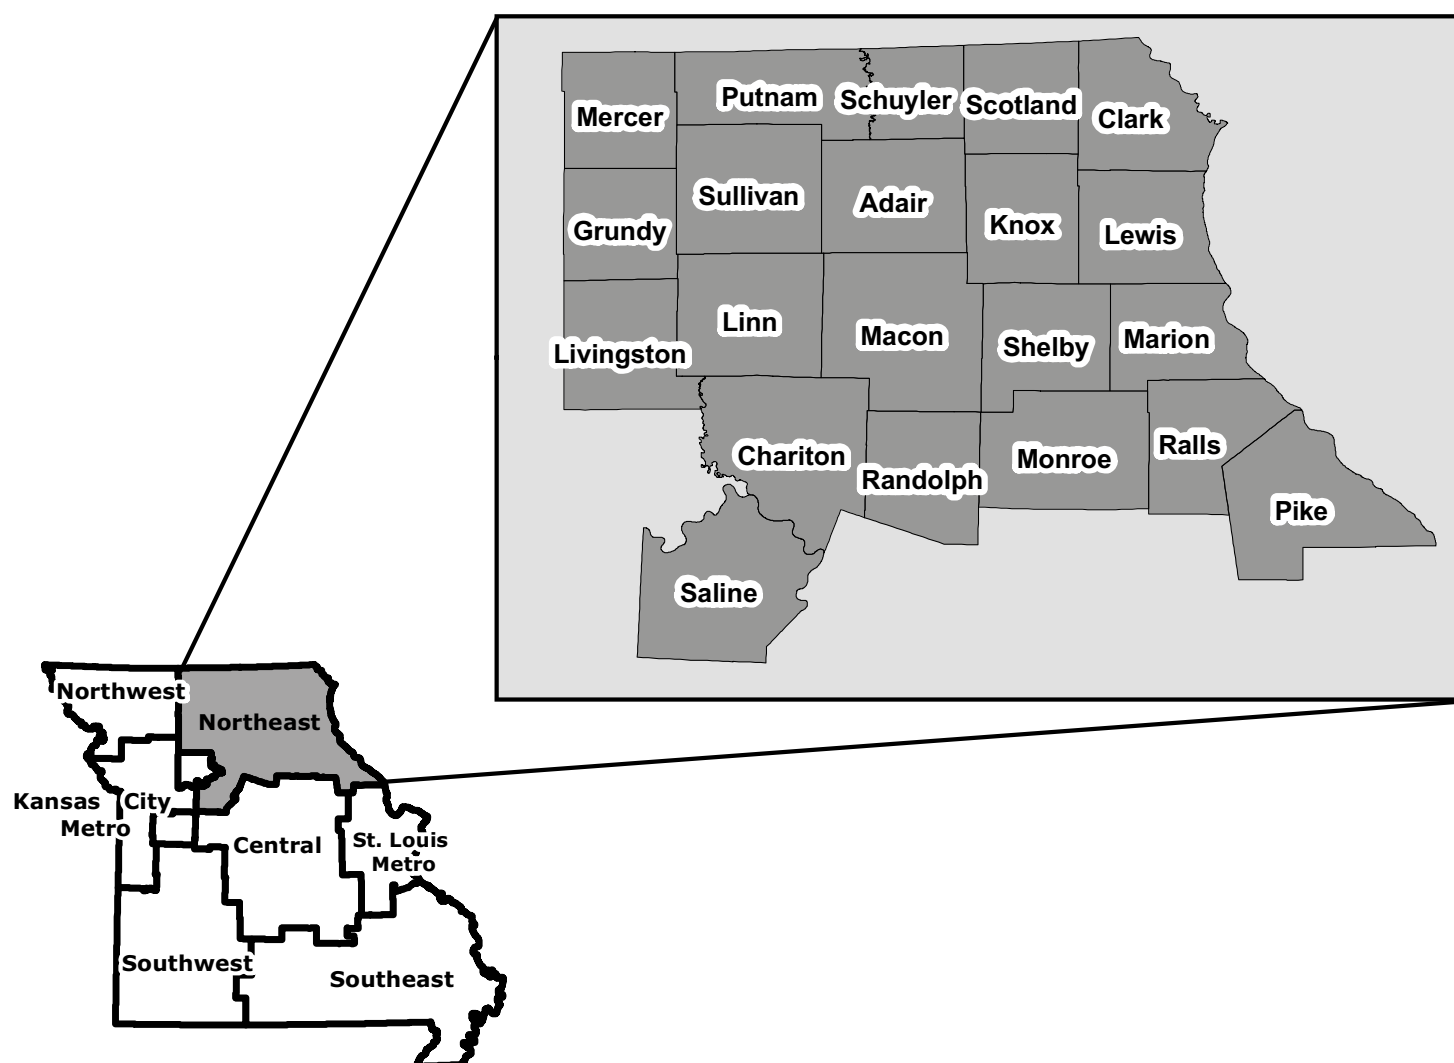 Mercer
Putnam
Schuyler
Scotland
Clark
Sullivan
Adair
Knox
Lewis
Grundy
Linn
Macon
Shelby
Marion
Livingston
Chariton
Randolph
Monroe
Ralls
Pike
Saline
Northwest
Northeast
Kansas City
Metro
Central
St. Louis
Metro
Southwest
Southeast